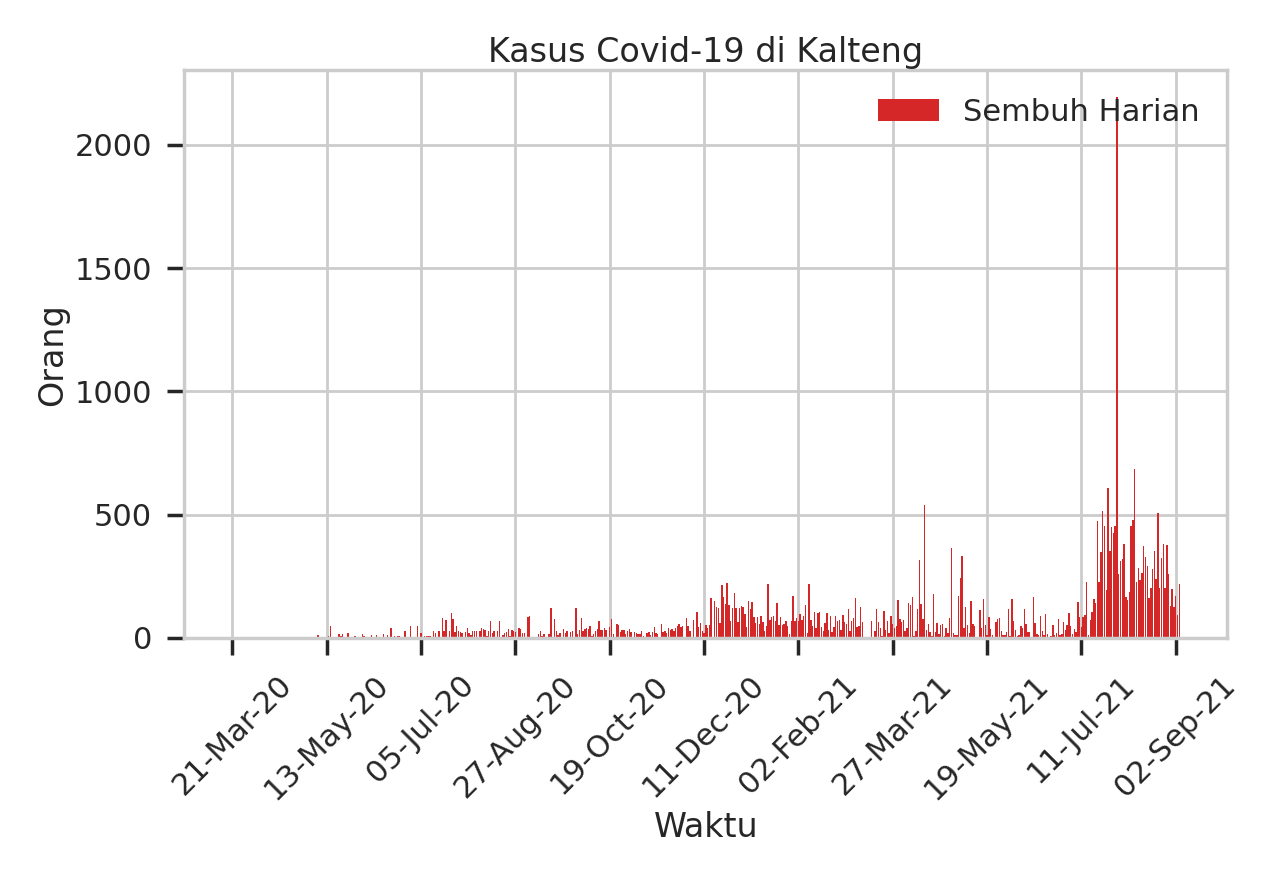 Kasus Covid-19 di Kalteng
Sembuh Harian
Orang
2000
1500
1000
500
0
21-Mar-20
13-May-20
05-Jul-20
27-Aug-20
19-Oct-20
11-Dec-20
02-Feb-21
27-Mar-21
19-May-21
11-Jul-21
02-Sep-21
Waktu